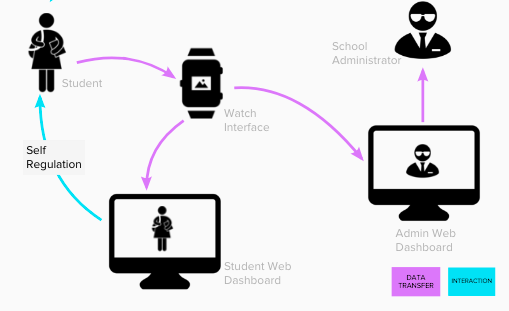 School
Administrator
Student
Watch
Interface
Self
Regulation
Admin Web
Dashboard
Student Web
Dashboard
DATA
TRANSFER
INTERACTION